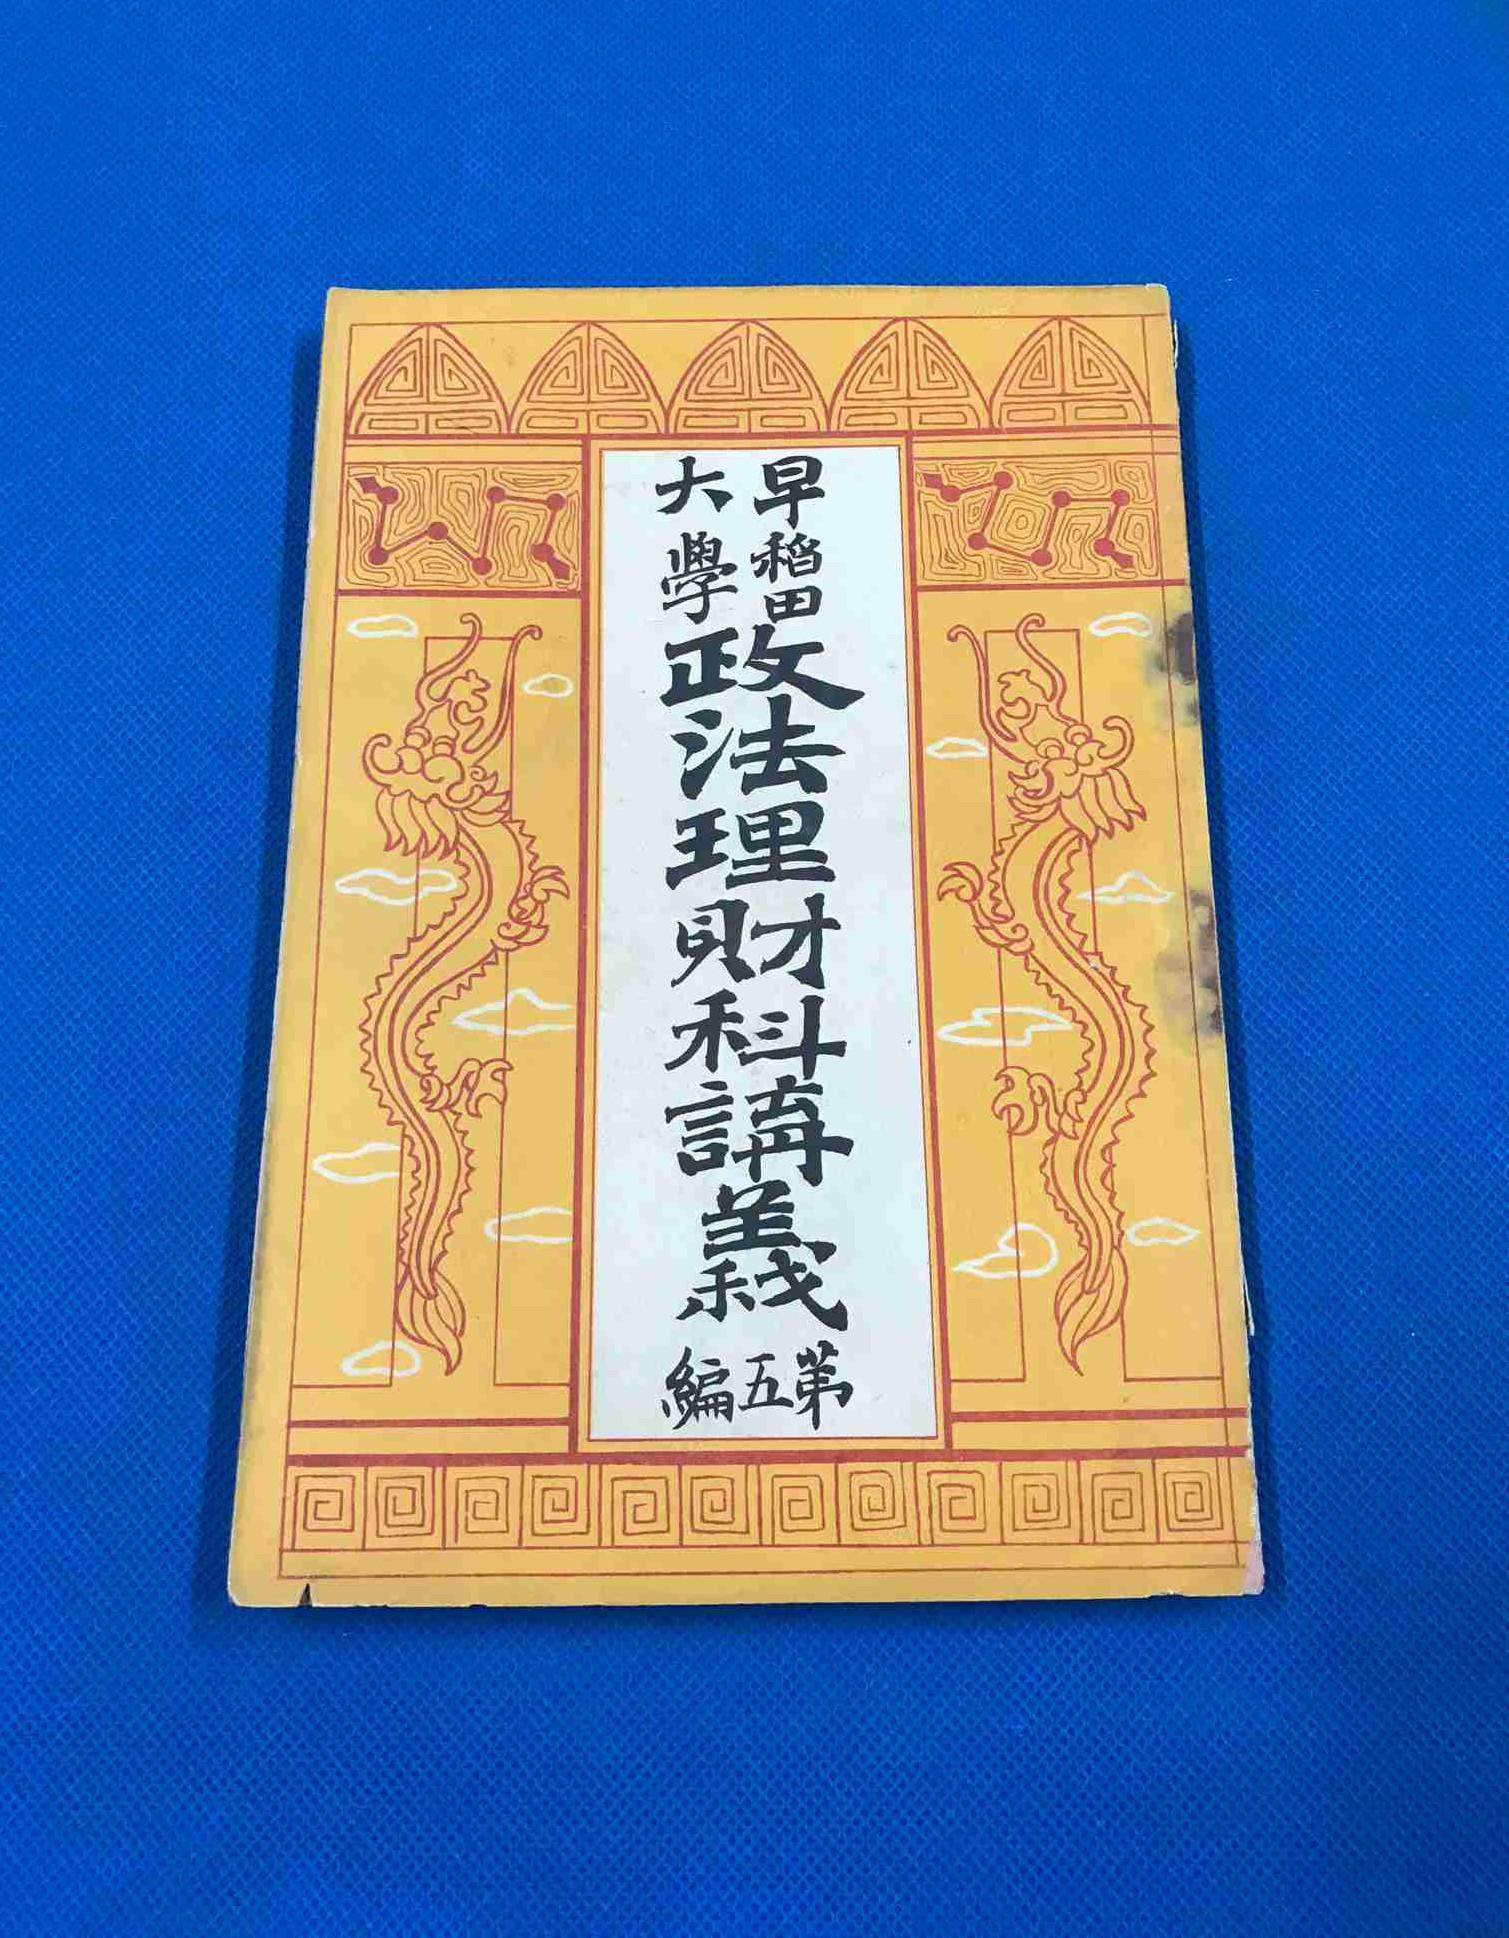 早稻田
大學
政法理財科講義
第五編